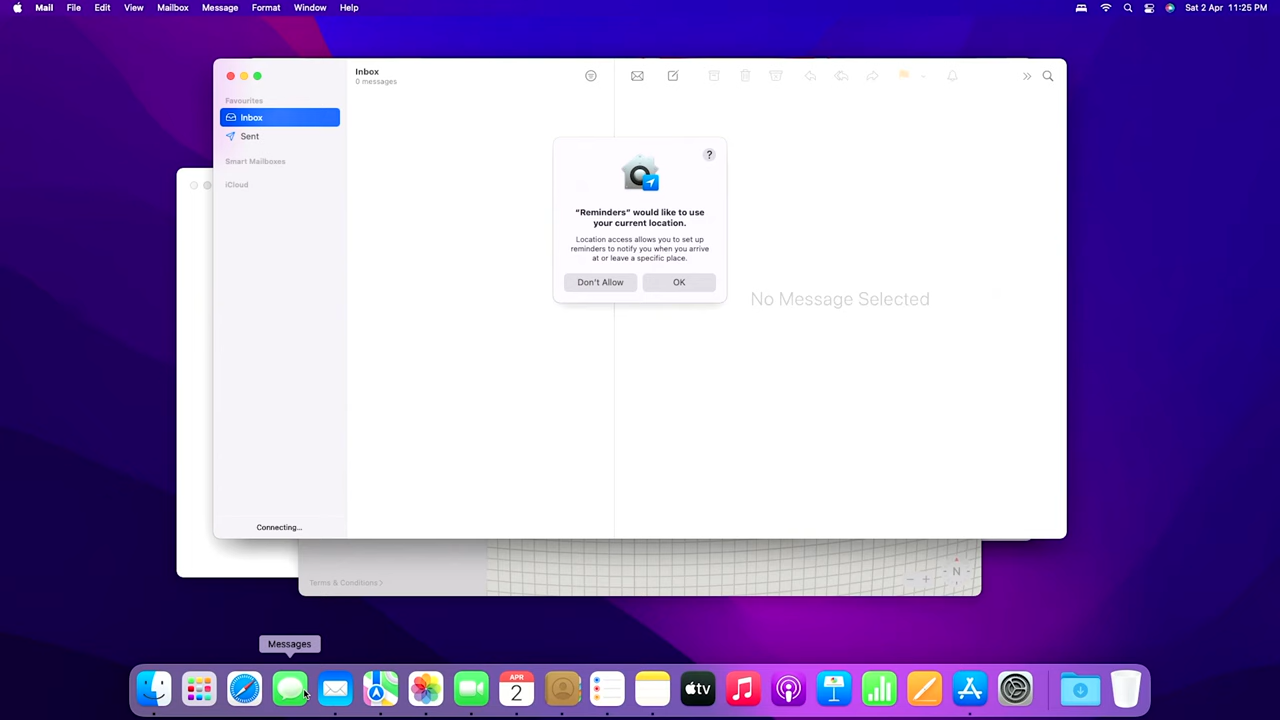 Mail File Edit View Mailbox Message Format Window Help
Sat 2 Apr 11:25 PM
Inbox
0 messages
Favourites
Inbox
Sent
Smart Mailboxes
iCloud
?
“Reminders” would like to use
your current location.
Location access allows you to set up
reminders to notify you when you arrive
at or leave a specific place.
Don't Allow
OK
No Message Selected
Connecting...
Terms & Conditions >
N
Messages
APR
2
tv